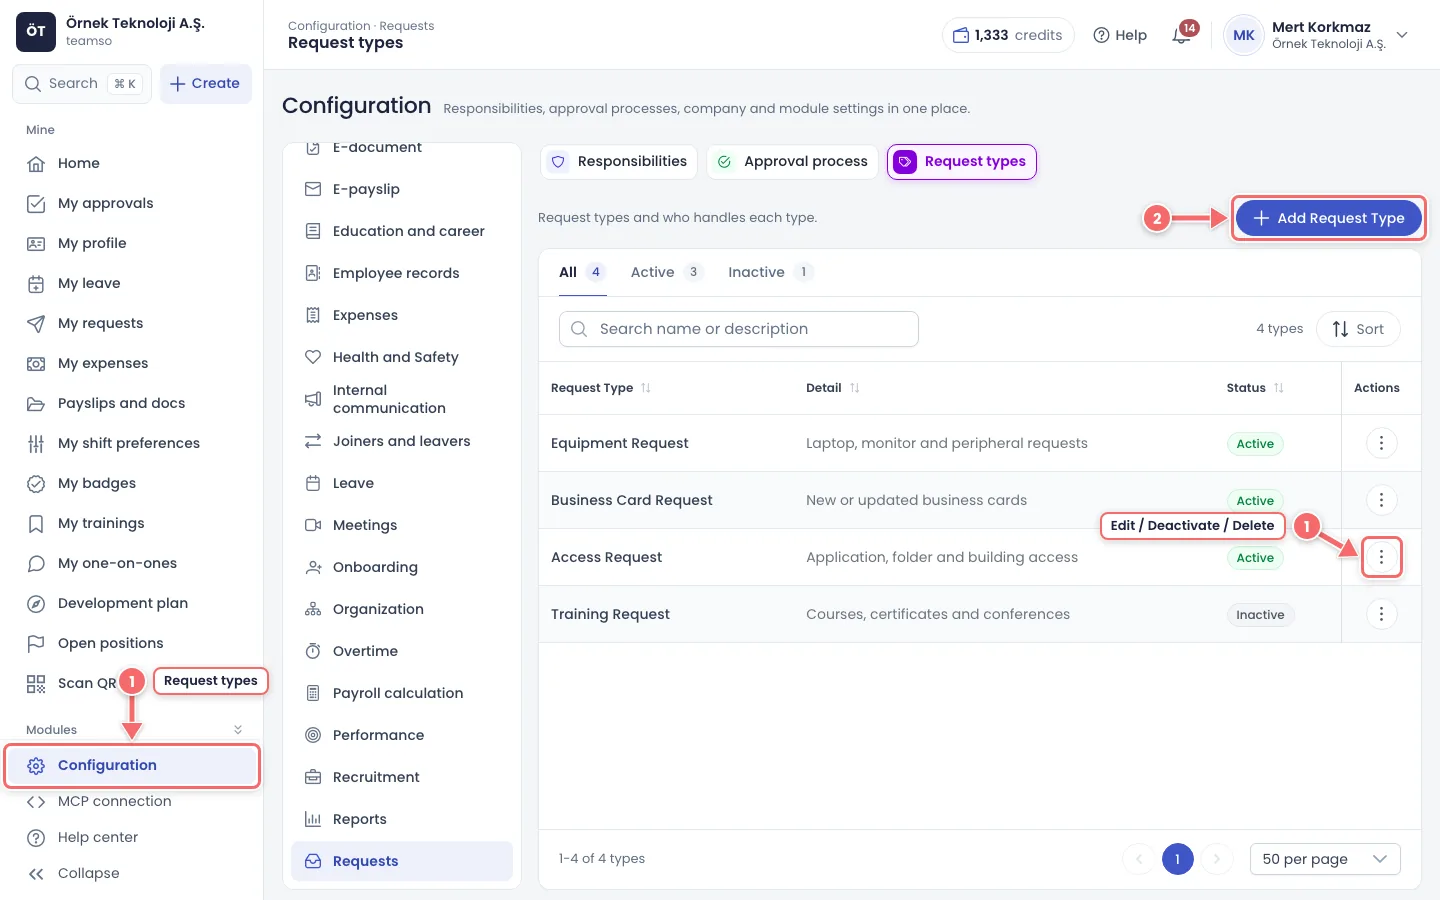 ÖT
Örnek Teknoloji A.Ş.
teamso
Search
⌘ K
Create
Mine
Home
My approvals
My profile
My leave
My requests
My expenses
Payslips and docs
My shift preferences
My badges
My trainings
My one-on-ones
Development plan
Open positions
Scan QR
1
Request types
Modules
Configuration
MCP connection
Help center
Collapse
Configuration · Requests
Request types
1,333 credits
Help
14
MK
Mert Korkmaz
Örnek Teknoloji A.Ş.
Configuration
Responsibilities, approval processes, company and module settings in one place.
E-document
E-payslip
Education and career
Employee records
Expenses
Health and Safety
Internal
communication
Joiners and leavers
Leave
Meetings
Onboarding
Organization
Overtime
Payroll calculation
Performance
Recruitment
Reports
Requests
Responsibilities
Approval process
Request types
Request types and who handles each type.
2
Add Request Type
All 4
Active 3
Inactive 1
Search name or description
4 types
Sort
Request Type
Detail
Status
Actions
Equipment Request
Laptop, monitor and peripheral requests
Active
Business Card Request
New or updated business cards
Active
Edit / Deactivate / Delete
1
Access Request
Application, folder and building access
Active
Training Request
Courses, certificates and conferences
Inactive
1-4 of 4 types
1
50 per page